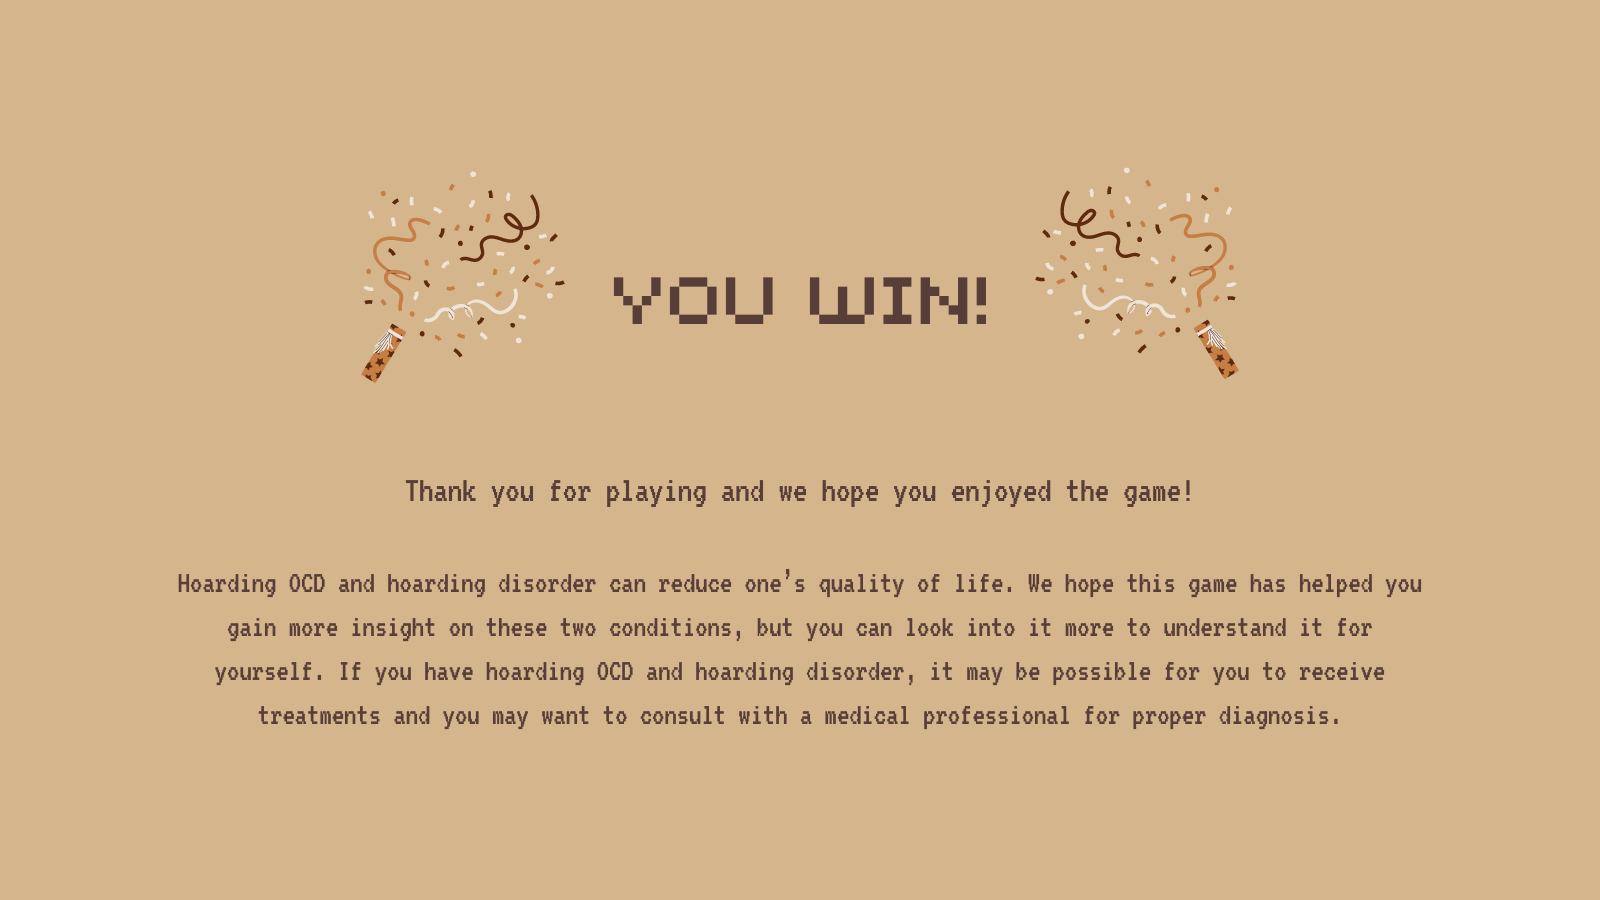 YOU WIN!
Thank you for playing and we hope you enjoyed the game!
Hoarding OCD and hoarding disorder can reduce one's quality of life. We hope this game has helped you
gain more insight on these two conditions, but you can look into it more to understand it for
yourself. If you have hoarding OCD and hoarding disorder, it may be possible for you to receive
treatments and you may want to consult with a medical professional for proper diagnosis.